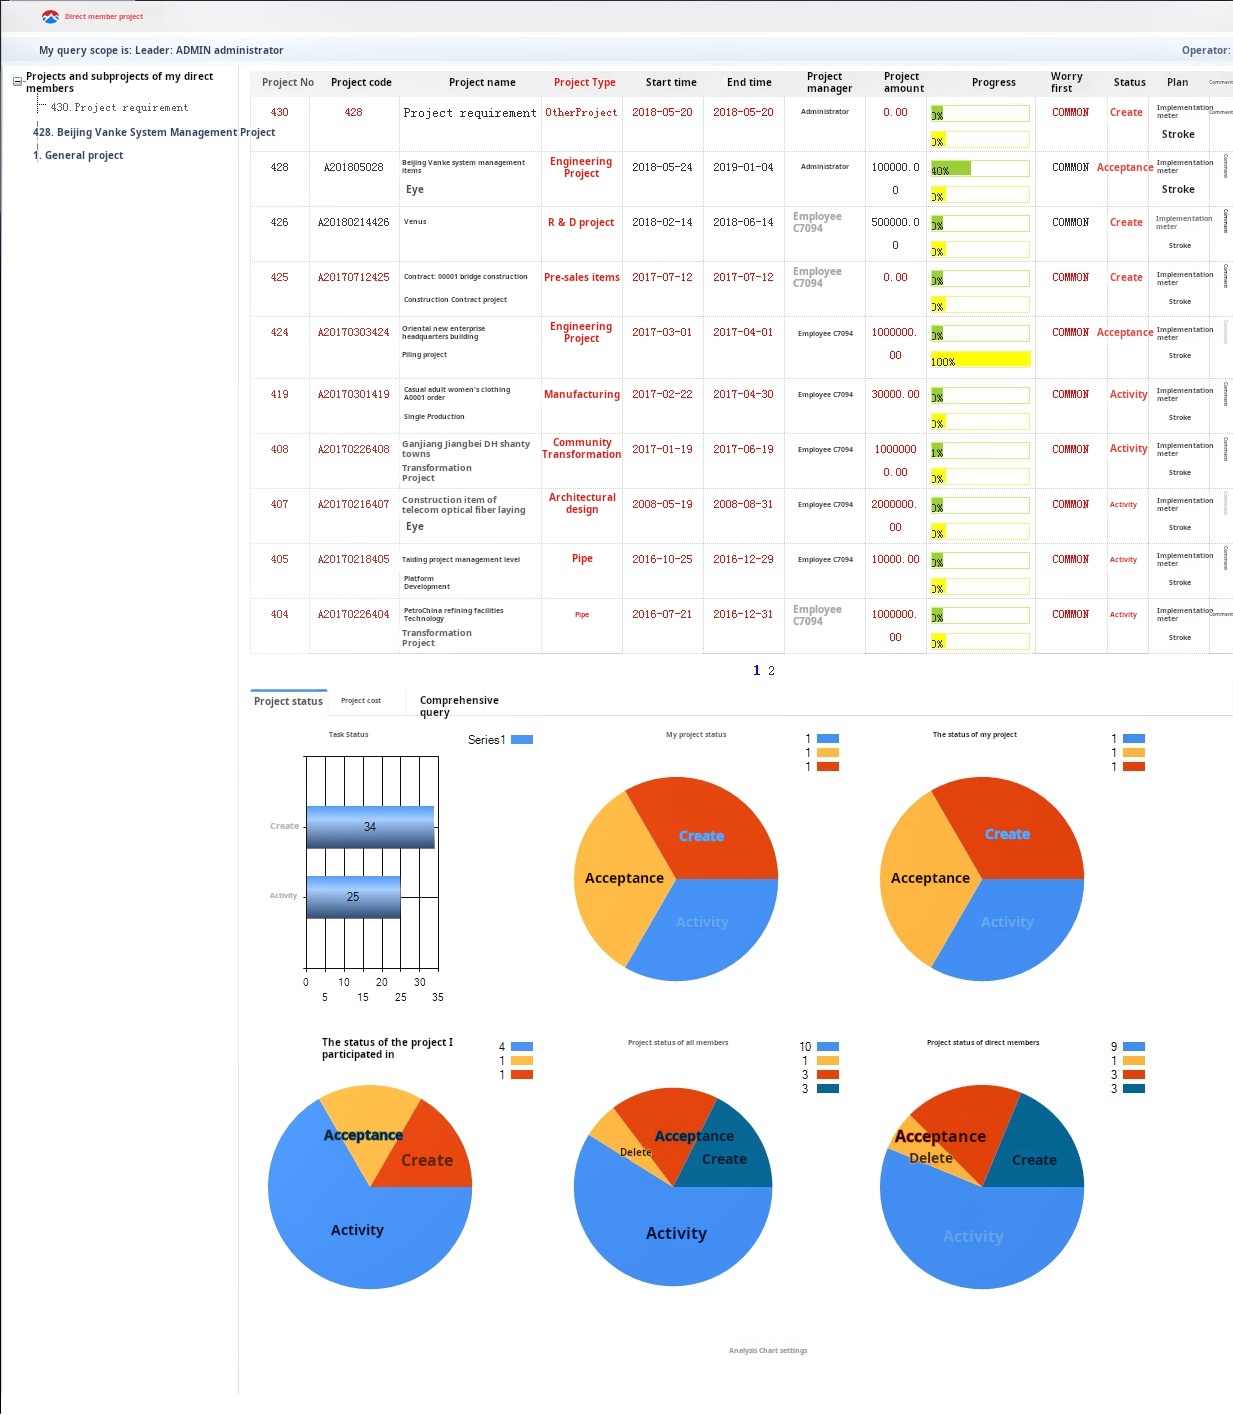 Direct member project
My query scope is: Leader: ADMIN administrator
Operator:
Projects and subprojects of my direct
members
430. Project requirement
428. Beijing Vanke System Management Project
1. General project
Project No Project code Project name Project Type Start time End time Project manager Project amount Progress Worry first Status Plan Comment
430 428 Project requirement OtherProject 2018-05-20 2018-05-20 Administrator 0.00 0% COMMON Create Implementation Comment
0% Stroke
428 A201805028 Beijing Vanke system management items Engineering Project 2018-05-24 2019-01-04 Administrator 100000.0 40% COMMON Acceptance Implementation meter Comment
Eye 0 0% Stroke
426 A20180214426 Venus R & D project 2018-02-14 2018-06-14 Employee C7094 500000.0 0% COMMON Create Implementation meter Comment
0 0% Stroke
425 A20170712425 Contract: 00001 bridge construction Pre-sales items 2017-07-12 2017-07-12 Employee C7094 0.00 0% COMMON Create Implementation meter Comment
Construction Contract project 0% Stroke
424 A20170303424 Oriental new enterprise headquarters building Engineering Project 2017-03-01 2017-04-01 Employee C7094 1000000. 0% COMMON Acceptance Implementation meter Comment
Piling project 00 100% Stroke
419 A20170301419 Casual adult women's clothing A0001 order Manufacturing 2017-02-22 2017-04-30 Employee C7094 30000.00 0% COMMON Activity Implementation meter Comment
Single Production 0% Stroke
408 A20170226408 Ganjiang Jiangbei DH shanty towns Community Transformation 2017-01-19 2017-06-19 Employee C7094 1000000 1% COMMON Activity Implementation meter Comment
Transformation Project 0.00 0% Stroke
407 A20170216407 Construction item of telecom optical fiber laying Architectural design 2008-05-19 2008-08-31 Employee C7094 2000000. 0% COMMON Activity Implementation meter Comment
Eye 00 0% Stroke
405 A20170218405 Taiding project management level Pipe 2016-10-25 2016-12-29 Employee C7094 10000.00 0% COMMON Activity Implementation meter Comment
Platform Development 0% Stroke
404 A20170226404 PetroChina refining facilities Technology Pipe 2016-07-21 2016-12-31 Employee C7094 1000000. 0% COMMON Activity Implementation meter Comment
Transformation Project 00 0% Stroke
1 2
Project status Project cost Comprehensive query
Task Status
Series1
Create 34
Activity 25
0 10 20 30
5 15 25 35
My project status
1
1
1
Create
Acceptance
Activity
The status of my project
1
1
1
Create
Acceptance
Activity
The status of the project I
participated in
4
1
1
Acceptance
Create
Activity
Project status of all members
10
1
3
3
Acceptance
Delete
Create
Activity
Project status of direct members
9
1
3
3
Acceptance
Delete
Create
Activity
Analysis Chart settings